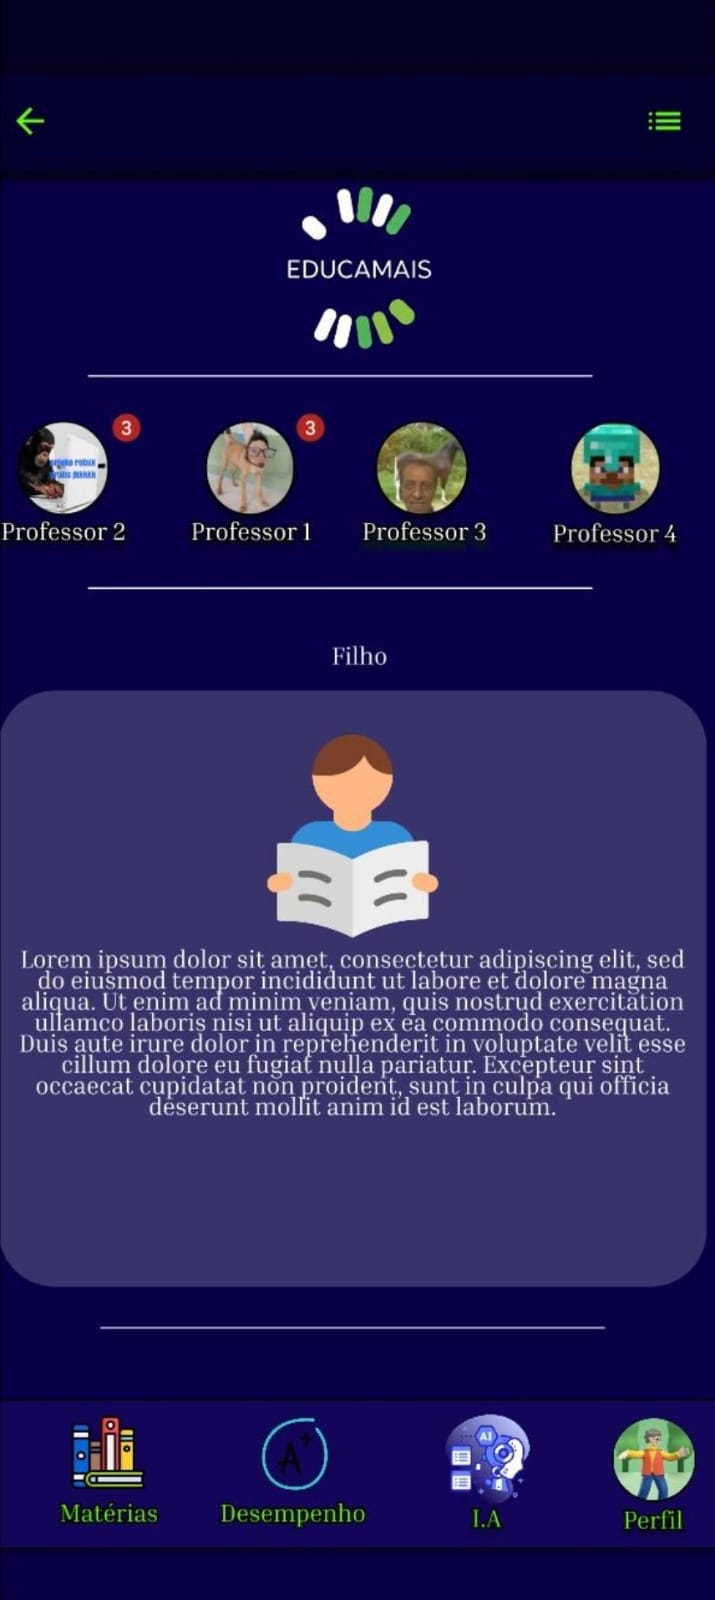 EDUCAMAIS
3
3
Professor 2
Professor 1
Professor 3
Professor 4
Filho
Lorem ipsum dolor sit amet, consectetur adipiscing elit, sed
do eiusmod tempor incididunt ut labore et dolore magna
aliqua. Ut enim ad minim veniam, quis nostrud exercitation
ullamco laboris nisi ut aliquip ex ea commodo consequat.
Duis aute irure dolor in reprehenderit in voluptate velit esse
cillum dolore eu fugiat nulla pariatur. Excepteur sint
occaecat cupidatat non proident, sunt in culpa qui officia
deserunt mollit anim id est laborum.
A+
AI
Matérias
Desempenho
I.A
Perfil